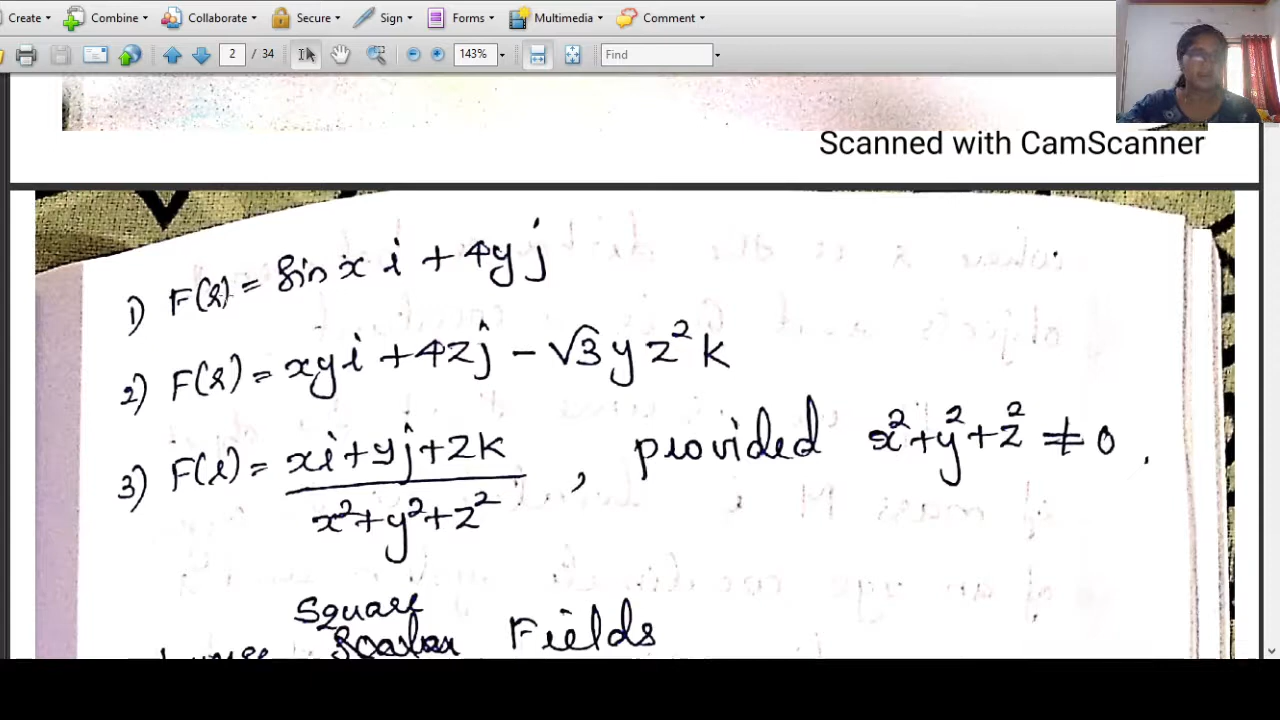 Create Combine Collaborate Secure Sign Forms Multimedia Comment
2 / 34 143% Find
Scanned with CamScanner
1) F(r) = sin x i + 4y j
2) F(r) = xy i + 4z j - √3 y z² k
3) F(r) = xi + yj + zk / x² + y² + z² , provided x² + y² + z² ≠ 0 .
Square
Scalar Fields